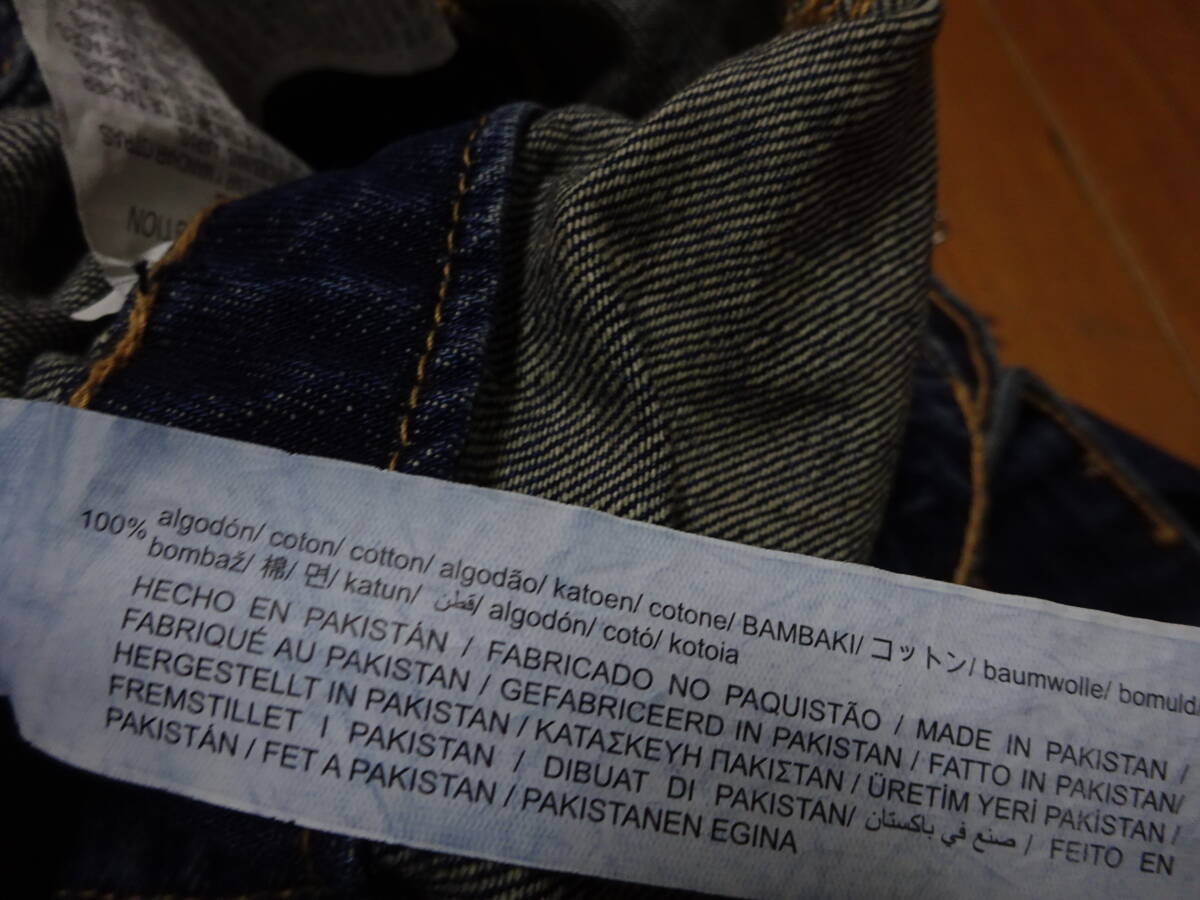 100% algodón/ coton/ cotton/ algodão/ katoen/ cotone/ BAMBAKI/ コットン/ baumwolle/ bomuld/
bombaž/ 棉/ 면/ katun/ قطن/ algodón/ cotó/ kotoia
HECHO EN PAKISTÁN / FABRICADO NO PAQUISTÃO / MADE IN PAKISTAN /
FABRIQUÉ AU PAKISTAN / GEFABRICEERD IN PAKISTAN / FATTO IN PAKISTAN/
HERGESTELLT IN PAKISTAN / ΚΑΤΑΣΚΕΥΗ ΠΑΚΙΣΤΑΝ / ÜRETİM YERİ PAKİSTAN /
FREMSTILLET I PAKISTAN / DIBUAT DI PAKISTAN/ صنع في باكستان / FEITO EN
PAKISTÁN / FET A PAKISTAN / PAKISTANEN EGINA